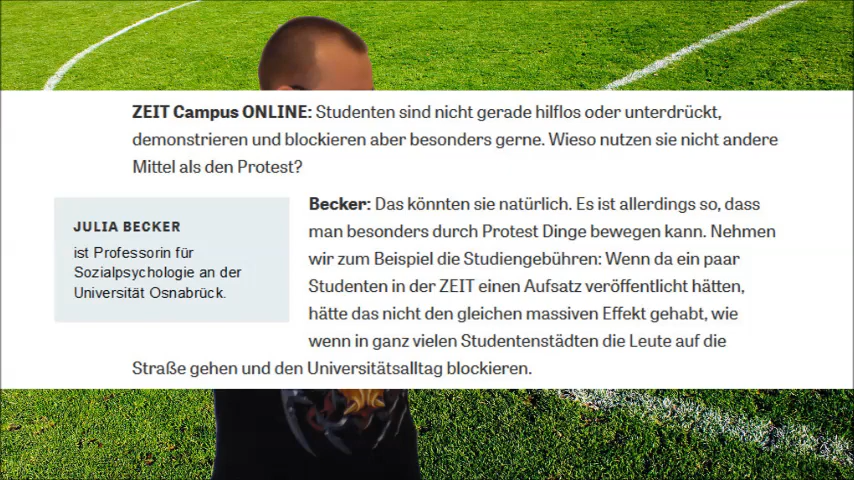 ZEIT Campus ONLINE: Studenten sind nicht gerade hilflos oder unterdrückt,
demonstrieren und blockieren aber besonders gerne. Wieso nutzen sie nicht andere
Mittel als den Protest?
JULIA BECKER
ist Professorin für
Sozialpsychologie an der
Universität Osnabrück.
Becker: Das könnten sie natürlich. Es ist allerdings so, dass
man besonders durch Protest Dinge bewegen kann. Nehmen
wir zum Beispiel die Studiengebühren: Wenn da ein paar
Studenten in der ZEIT einen Aufsatz veröffentlicht hätten,
hätte das nicht den gleichen massiven Effekt gehabt, wie
wenn in ganz vielen Studentenstädten die Leute auf die
Straße gehen und den Universitätsalltag blockieren.